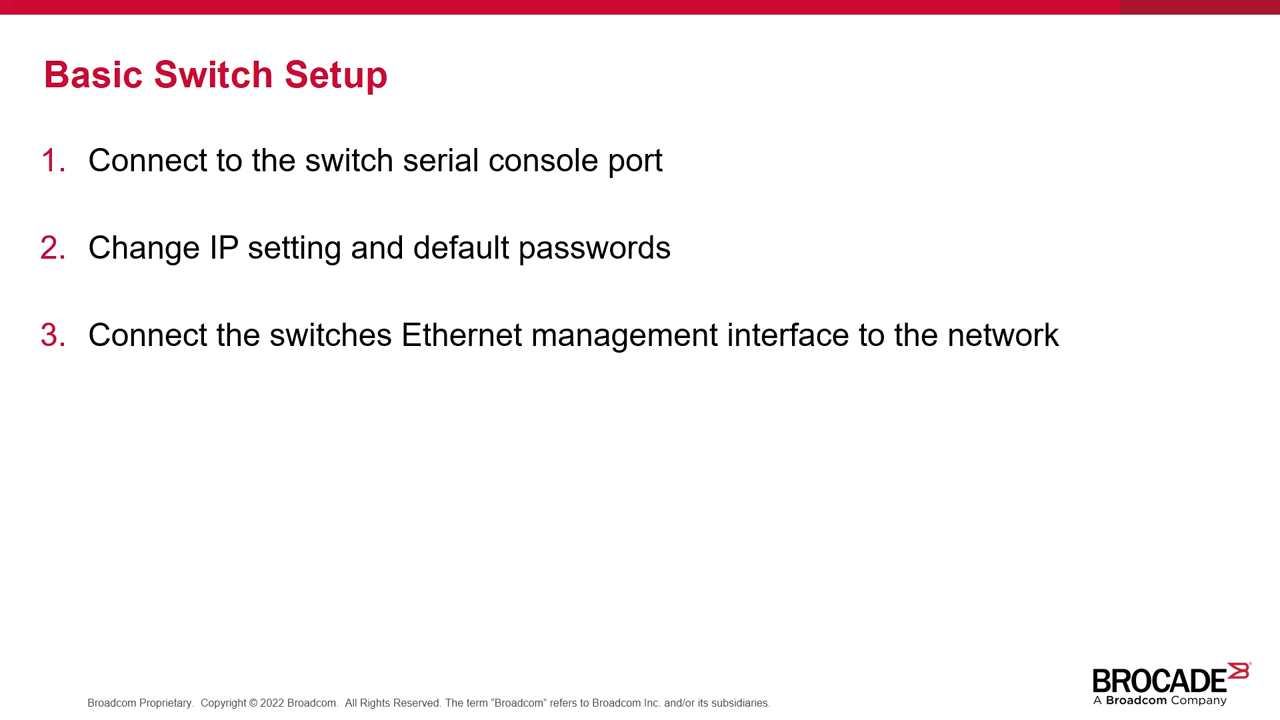 Basic Switch Setup
1. Connect to the switch serial console port
2. Change IP setting and default passwords
3. Connect the switches Ethernet management interface to the network
BROCADE
A Broadcom Company
Broadcom Proprietary. Copyright © 2022 Broadcom. All Rights Reserved. The term "Broadcom" refers to Broadcom Inc. and/or its subsidiaries.